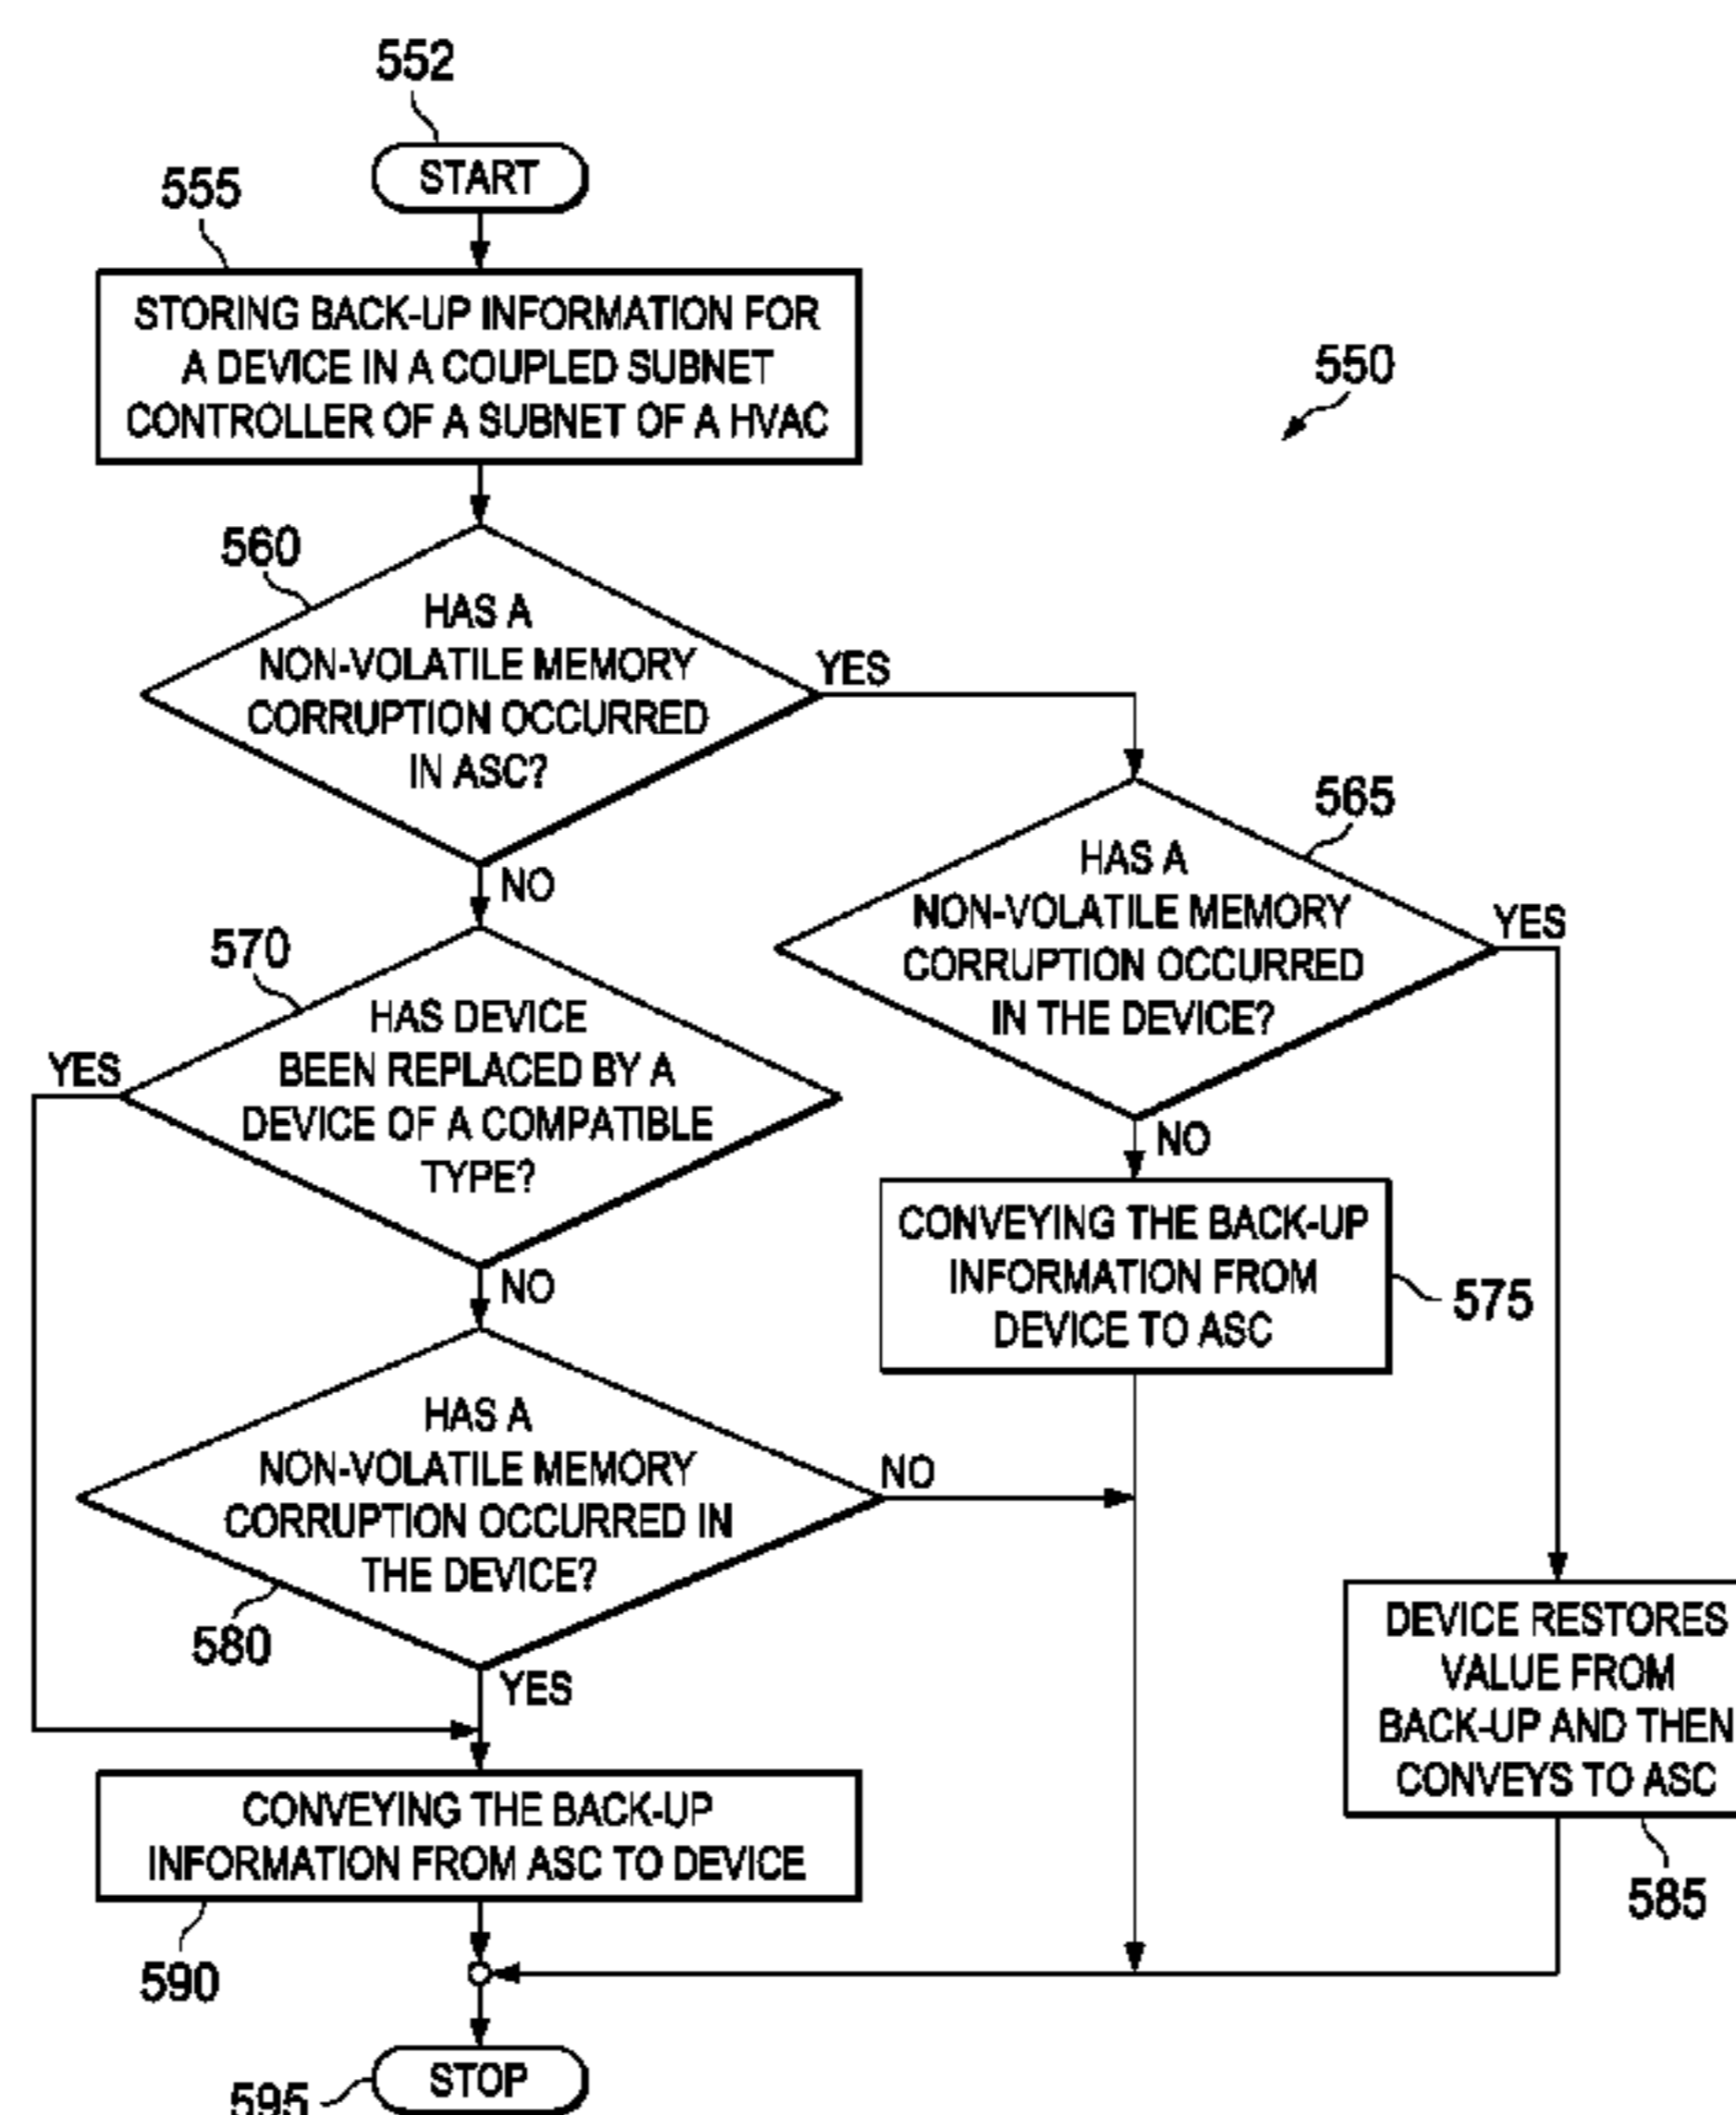 552
START
555
STORING BACK-UP INFORMATION FOR
A DEVICE IN A COUPLED SUBNET
CONTROLLER OF A SUBNET OF A HVAC
550
560
HAS A
NON-VOLATILE MEMORY
CORRUPTION OCCURRED
IN ASC?
YES
NO
565
HAS A
NON-VOLATILE MEMORY
CORRUPTION OCCURRED
IN THE DEVICE?
YES
NO
570
HAS DEVICE
BEEN REPLACED BY A
DEVICE OF A COMPATIBLE
TYPE?
YES
NO
CONVEYING THE BACK-UP
INFORMATION FROM
DEVICE TO ASC
575
HAS A
NON-VOLATILE MEMORY
CORRUPTION OCCURRED IN
THE DEVICE?
NO
580
YES
DEVICE RESTORES
VALUE FROM
BACK-UP AND THEN
CONVEYS TO ASC
585
CONVEYING THE BACK-UP
INFORMATION FROM ASC TO DEVICE
590
STOP
595